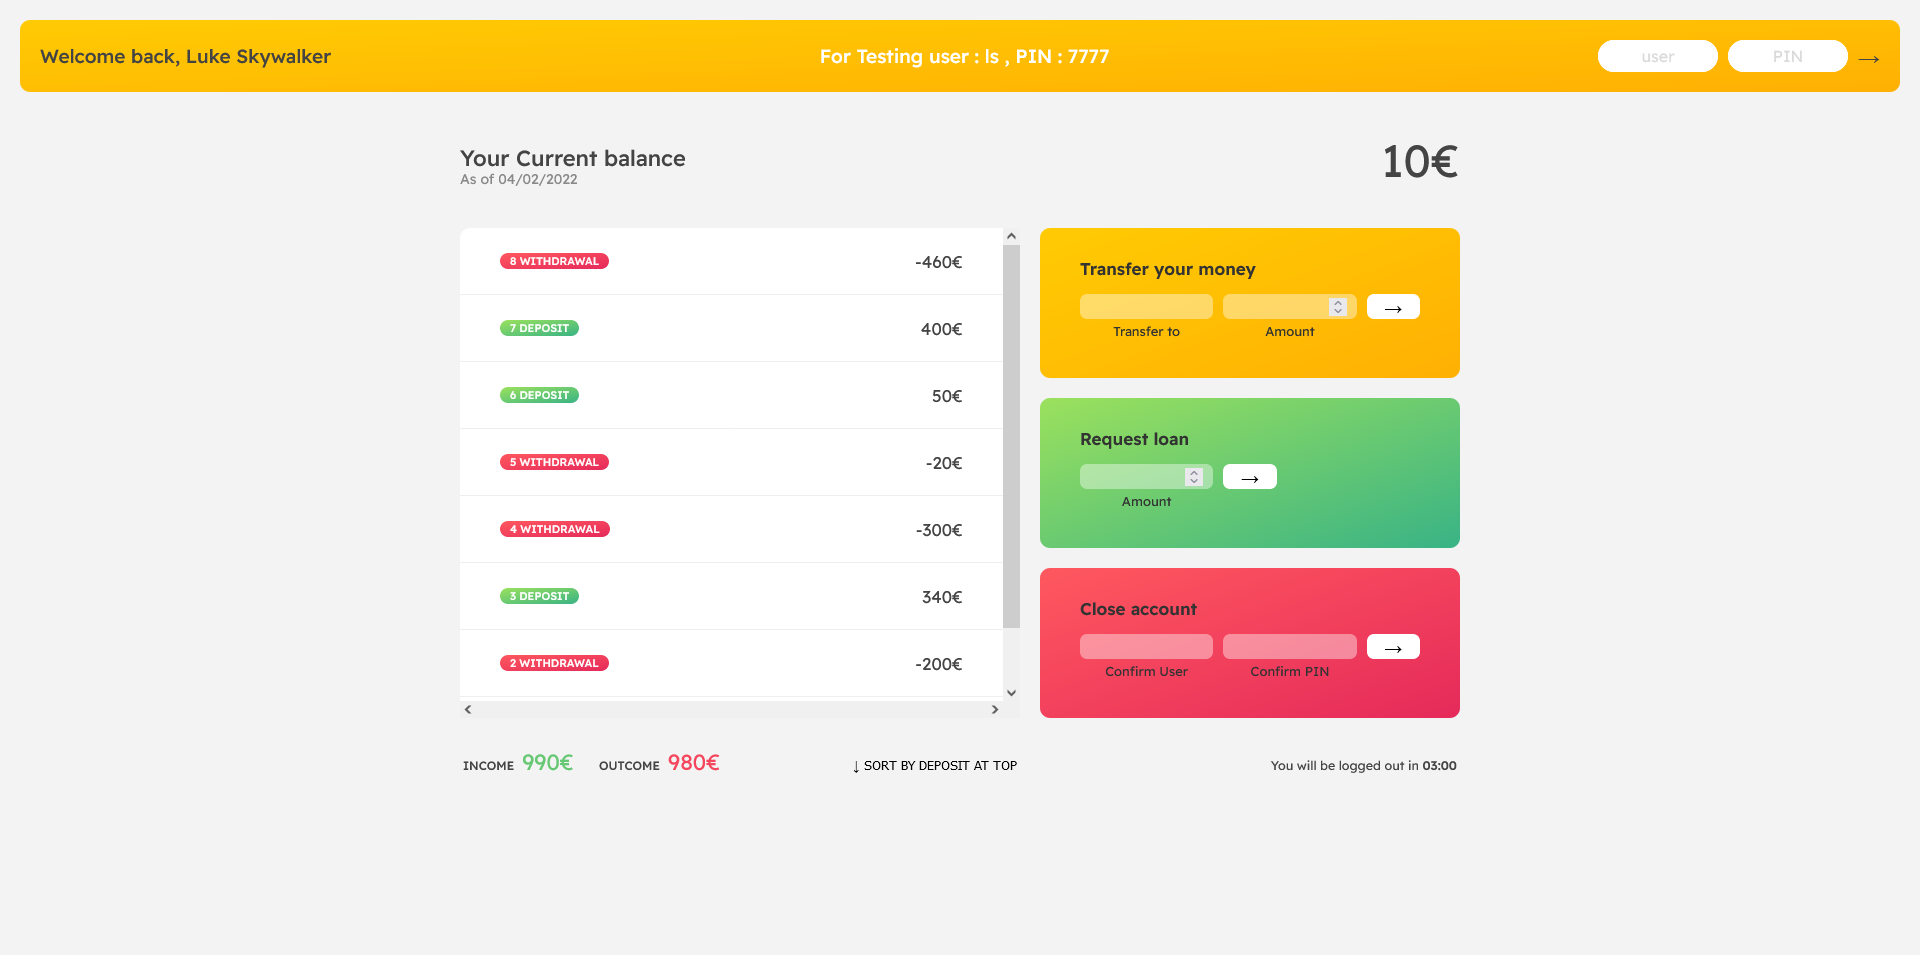 Welcome back, Luke Skywalker
For Testing user : ls , PIN : 7777
user
PIN
→
Your Current balance
As of 04/02/2022
10€
8 WITHDRAWAL
-460€
7 DEPOSIT
400€
6 DEPOSIT
50€
5 WITHDRAWAL
-20€
4 WITHDRAWAL
-300€
3 DEPOSIT
340€
2 WITHDRAWAL
-200€
Transfer your money
→
Transfer to
Amount
Request loan
→
Amount
Close account
→
Confirm User
Confirm PIN
INCOME 990€
OUTCOME 980€
↓ SORT BY DEPOSIT AT TOP
You will be logged out in 03:00